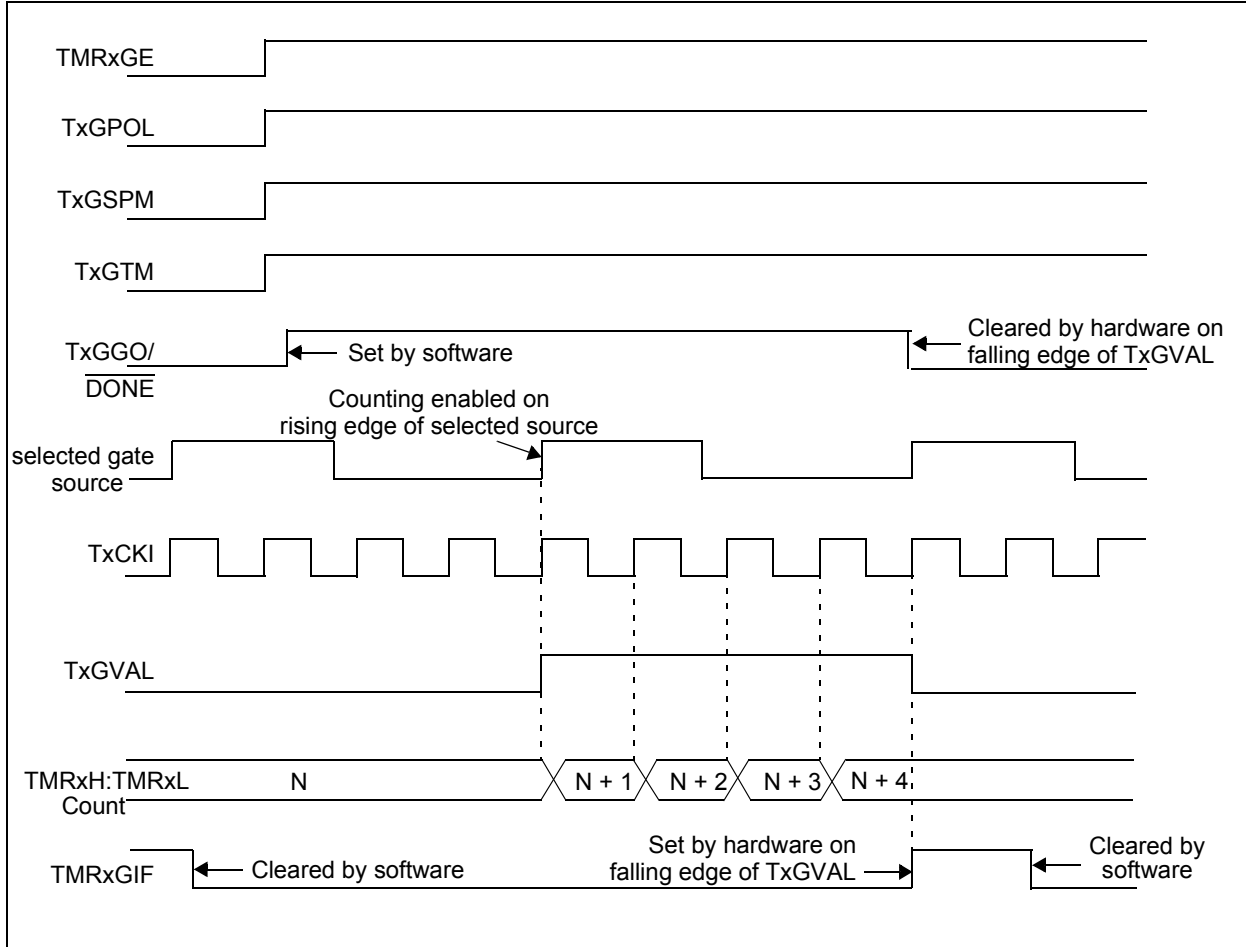 TMRxGE
TxGPOL
TxGSPM
TxGTM
TxGGO/
DONE
Set by software
Cleared by hardware on
falling edge of TxGVAL
Counting enabled on
rising edge of selected source
selected gate
source
TxCKI
TxGVAL
TMRxH:TMRxL
Count
N
N + 1
N + 2
N + 3
N + 4
TMRxGIF
Cleared by software
Set by hardware on
falling edge of TxGVAL
Cleared by
software